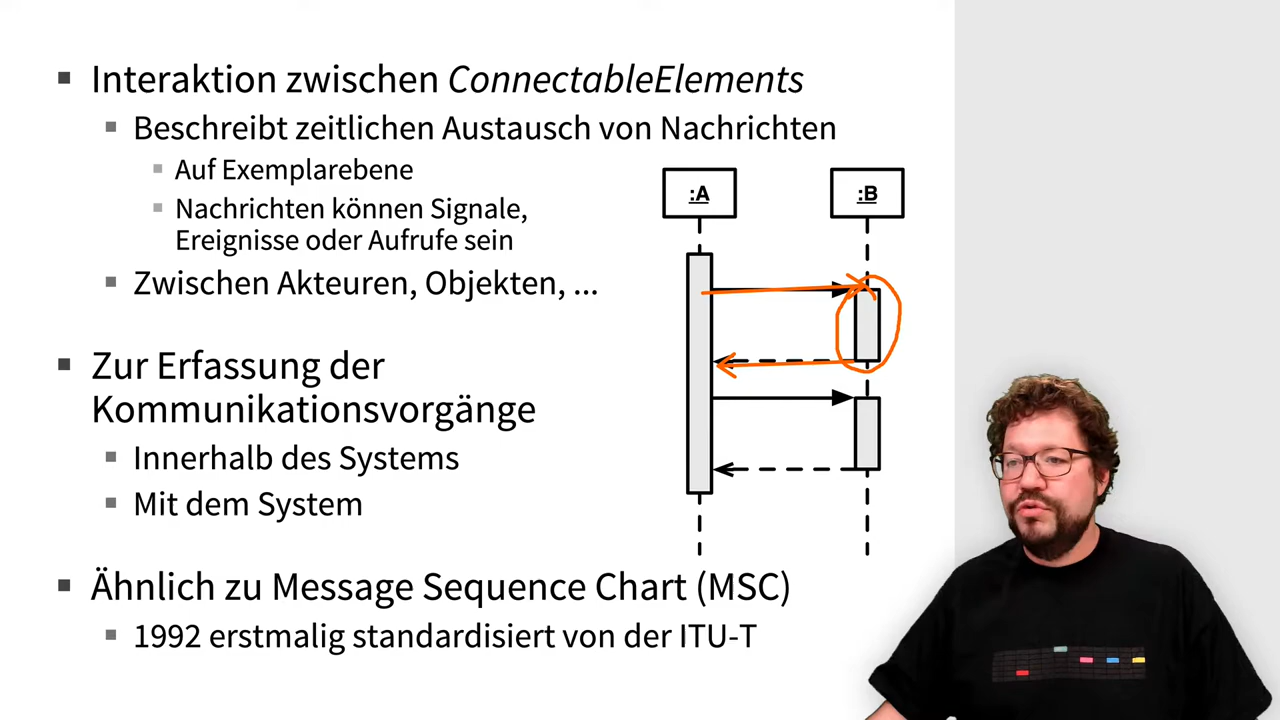 Interaktion zwischen ConnectableElements
Beschreibt zeitlichen Austausch von Nachrichten
Auf Exemplarebene
Nachrichten können Signale,
Ereignisse oder Aufrufe sein
Zwischen Akteuren, Objekten, ...
:A
:B
Zur Erfassung der
Kommunikationsvorgänge
Innerhalb des Systems
Mit dem System
Ähnlich zu Message Sequence Chart (MSC)
1992 erstmalig standardisiert von der ITU-T